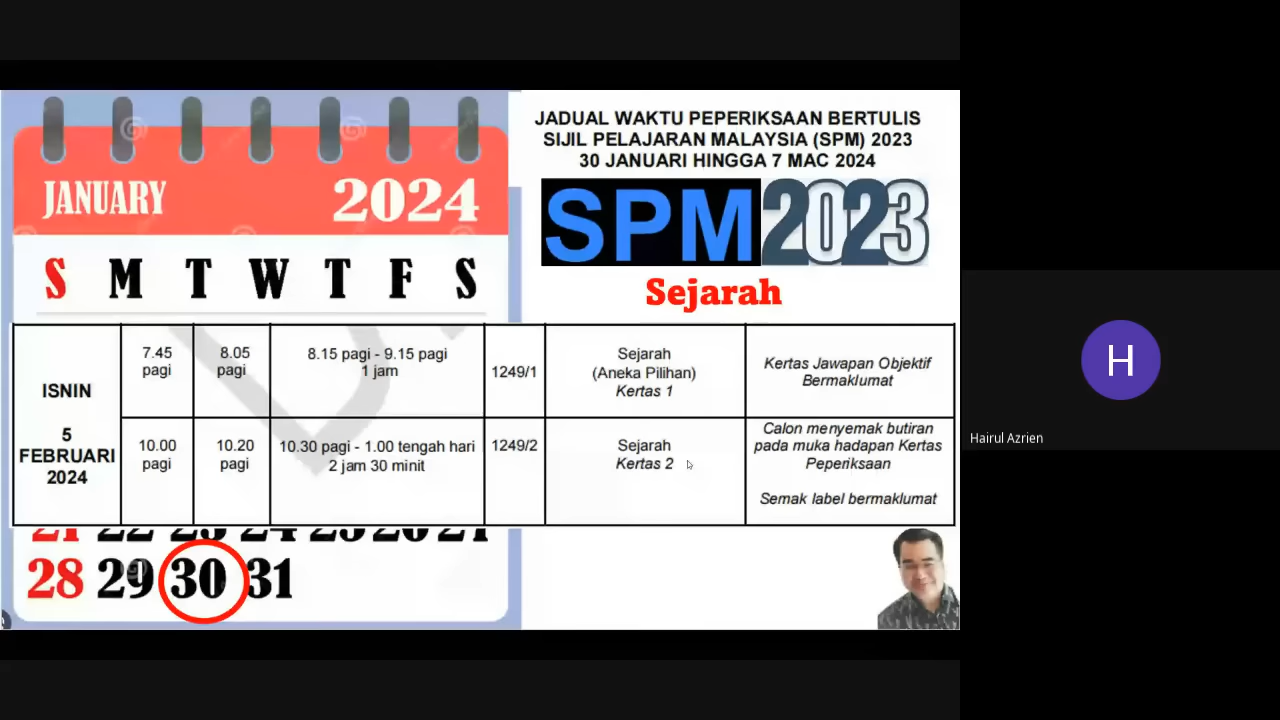 JANUARY 2024
S M T W T F S
JADUAL WAKTU PEPERIKSAAN BERTULIS
SIJIL PELAJARAN MALAYSIA (SPM) 2023
30 JANUARI HINGGA 7 MAC 2024
SPM 2023
Sejarah
ISNIN
5
FEBRUARI
2024
7.45
pagi
8.05
pagi
8.15 pagi - 9.15 pagi
1 jam
1249/1
Sejarah
(Aneka Pilihan)
Kertas 1
Kertas Jawapan Objektif
Bermaklumat
10.00
pagi
10.20
pagi
10.30 pagi - 1.00 tengah hari
2 jam 30 minit
1249/2
Sejarah
Kertas 2
Calon menyemak butiran
pada muka hadapan Kertas
Peperiksaan
Semak label bermaklumat
28 29 30 31
H
Hairul Azrien